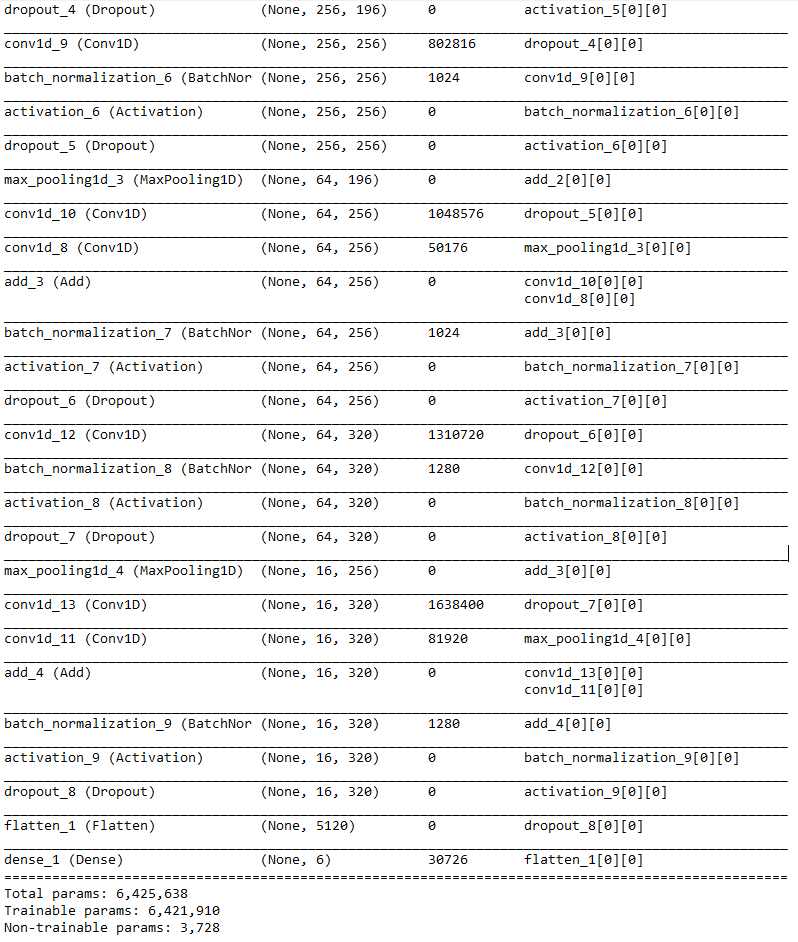 dropout_4 (Dropout) (None, 256, 196) 0 activation_5[0][0]
conv1d_9 (Conv1D) (None, 256, 256) 802816 dropout_4[0][0]
batch_normalization_6 (BatchNor (None, 256, 256) 1024 conv1d_9[0][0]
activation_6 (Activation) (None, 256, 256) 0 batch_normalization_6[0][0]
dropout_5 (Dropout) (None, 256, 256) 0 activation_6[0][0]
max_pooling1d_3 (MaxPooling1D) (None, 64, 196) 0 add_2[0][0]
conv1d_10 (Conv1D) (None, 64, 256) 1048576 dropout_5[0][0]
conv1d_8 (Conv1D) (None, 64, 256) 50176 max_pooling1d_3[0][0]
add_3 (Add) (None, 64, 256) 0 conv1d_10[0][0]
conv1d_8[0][0]
batch_normalization_7 (BatchNor (None, 64, 256) 1024 add_3[0][0]
activation_7 (Activation) (None, 64, 256) 0 batch_normalization_7[0][0]
dropout_6 (Dropout) (None, 64, 256) 0 activation_7[0][0]
conv1d_12 (Conv1D) (None, 64, 320) 1310720 dropout_6[0][0]
batch_normalization_8 (BatchNor (None, 64, 320) 1280 conv1d_12[0][0]
activation_8 (Activation) (None, 64, 320) 0 batch_normalization_8[0][0]
dropout_7 (Dropout) (None, 64, 320) 0 activation_8[0][0]
max_pooling1d_4 (MaxPooling1D) (None, 16, 256) 0 add_3[0][0]
conv1d_13 (Conv1D) (None, 16, 320) 1638400 dropout_7[0][0]
conv1d_11 (Conv1D) (None, 16, 320) 81920 max_pooling1d_4[0][0]
add_4 (Add) (None, 16, 320) 0 conv1d_13[0][0]
conv1d_11[0][0]
batch_normalization_9 (BatchNor (None, 16, 320) 1280 add_4[0][0]
activation_9 (Activation) (None, 16, 320) 0 batch_normalization_9[0][0]
dropout_8 (Dropout) (None, 16, 320) 0 activation_9[0][0]
flatten_1 (Flatten) (None, 5120) 0 dropout_8[0][0]
dense_1 (Dense) (None, 6) 30726 flatten_1[0][0]
Total params: 6,425,638
Trainable params: 6,421,910
Non-trainable params: 3,728